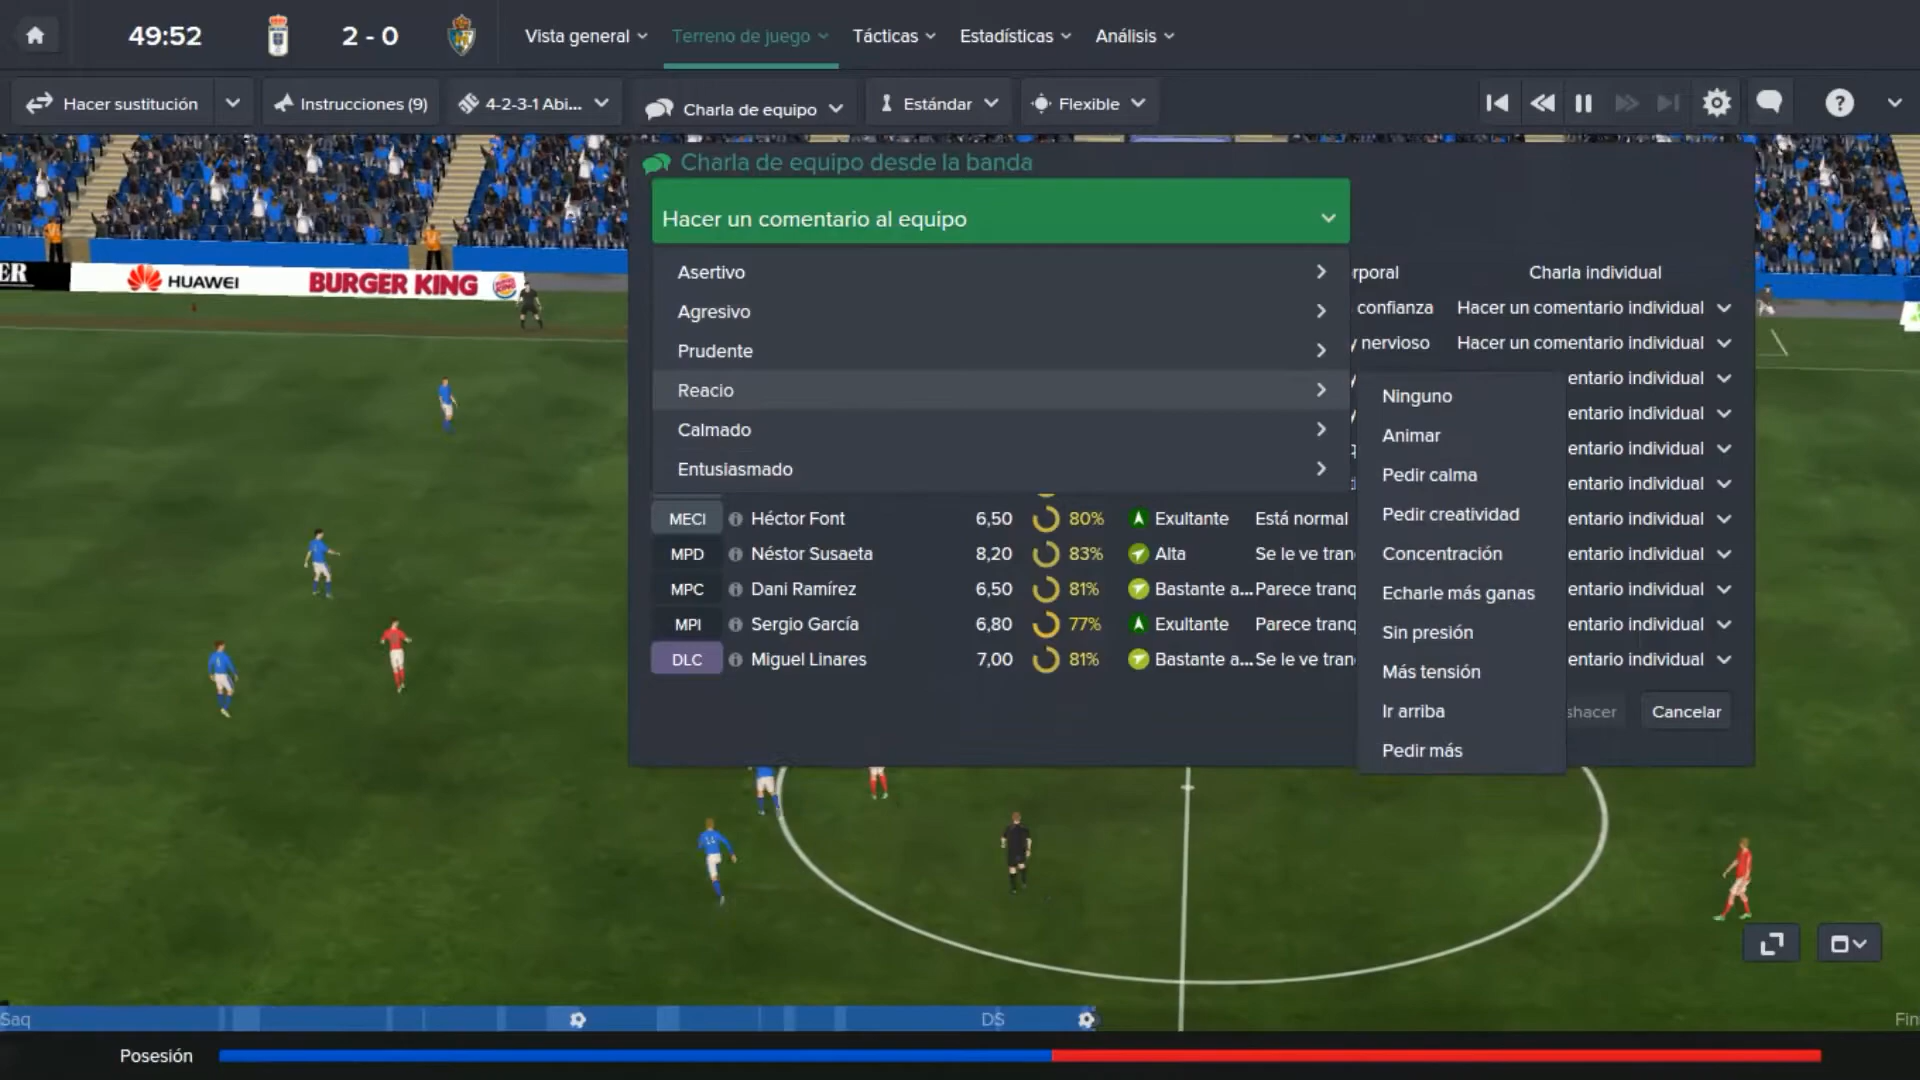 49:52 2 - 0 Vista general Terreno de juego Tácticas Estadísticas Análisis
Hacer sustitución Instrucciones (9) 4-2-3-1 Abi... Charla de equipo Estándar Flexible ?
Charla de equipo desde la banda
Hacer un comentario al equipo
Asertivo
Agresivo
Prudente
Reacio
Calmado
Entusiasmado
rporal Charla individual
confianza Hacer un comentario individual
y nervioso Hacer un comentario individual
entario individual
entario individual
entario individual
entario individual
Ninguno
Animar
Pedir calma
Pedir creatividad
Concentración
Echarle más ganas
Sin presión
Más tensión
Ir arriba
Pedir más
MECI Héctor Font 6,50 80% Exultante Está normal entario individual
MPD Néstor Susaeta 8,20 83% Alta Se le ve tran entario individual
MPC Dani Ramírez 6,50 81% Bastante a... Parece tranq entario individual
MPI Sergio García 6,80 77% Exultante Parece tranq entario individual
DLC Miguel Linares 7,00 81% Bastante a... Se le ve tran entario individual
shacer Cancelar
ER HUAWEI BURGER KING
Saq DS Fin
Posesión